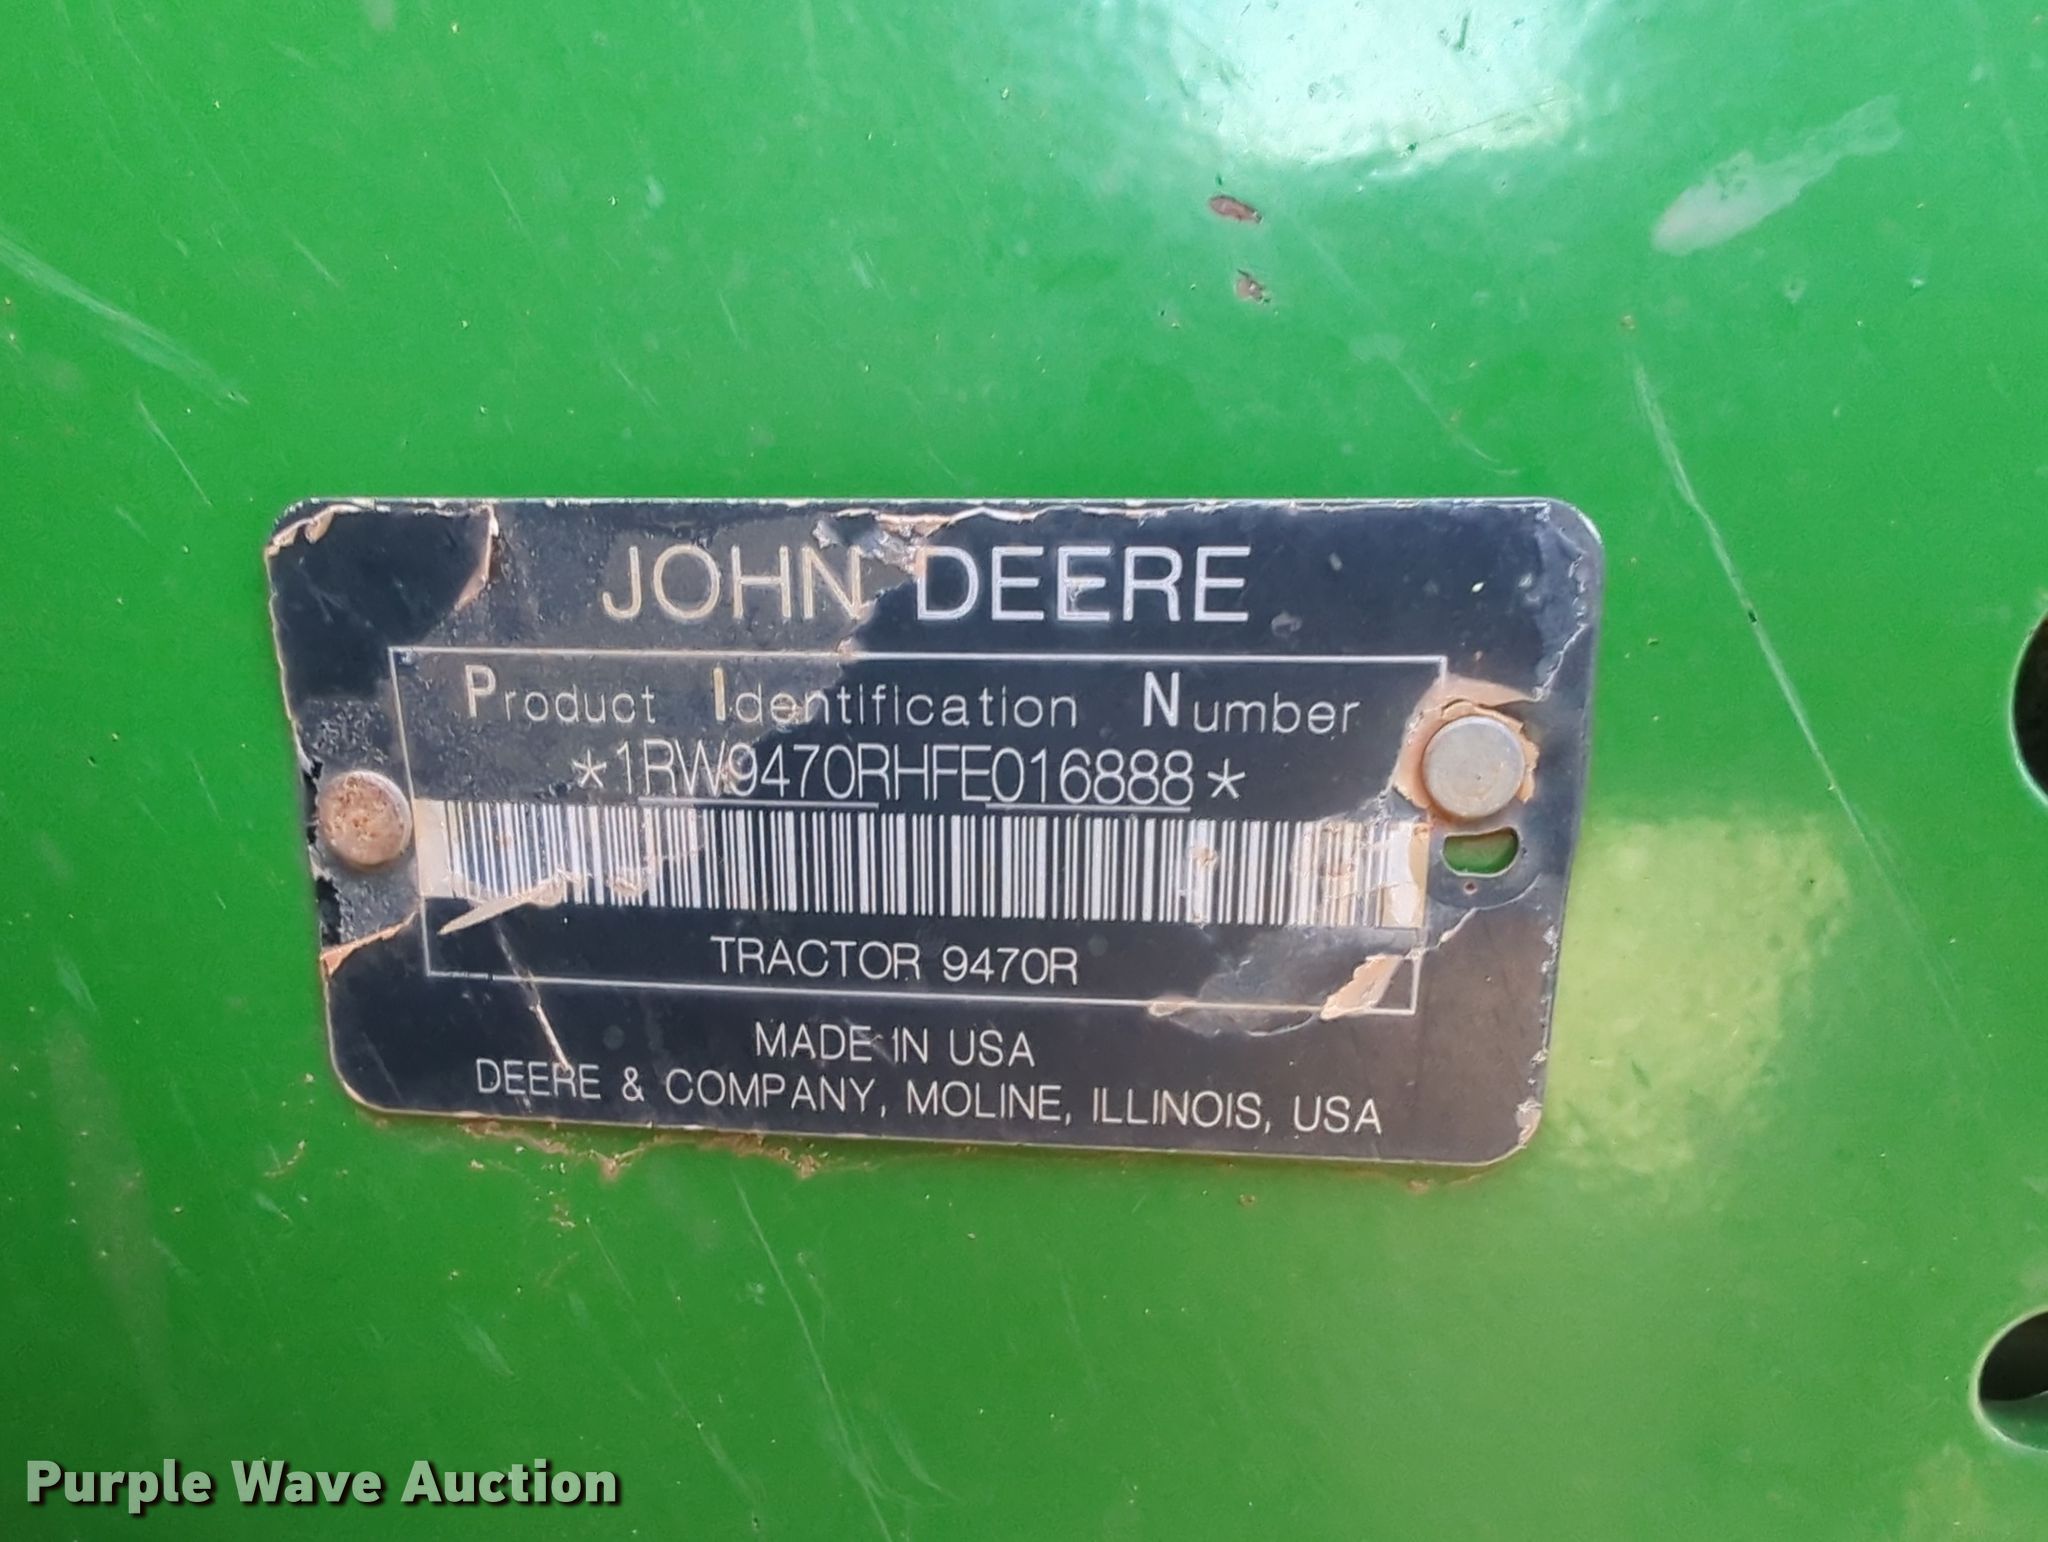 JOHN DEERE
Product Identification Number
*1RW9470RHFE016888*
TRACTOR 9470R
MADE IN USA
DEERE & COMPANY, MOLINE, ILLINOIS, USA
Purple Wave Auction